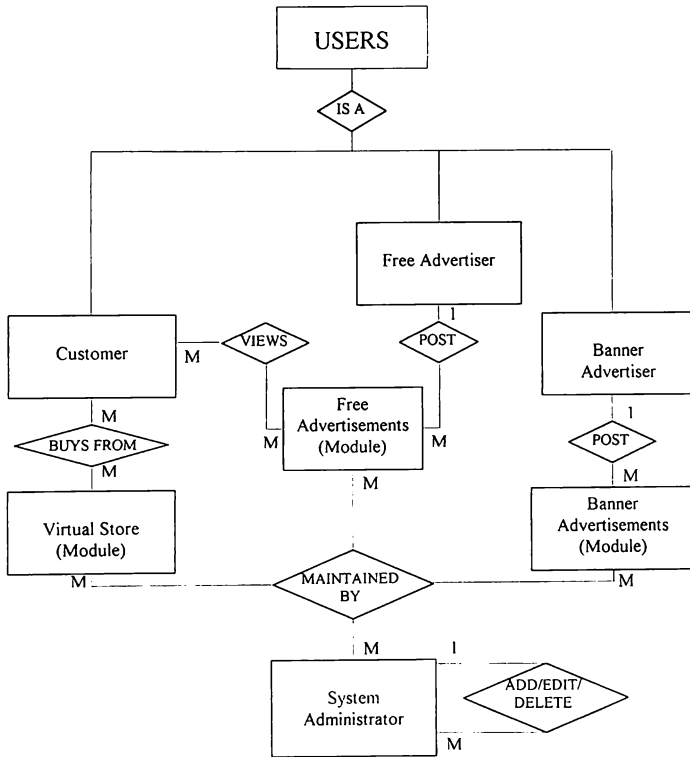 USERS
IS A
Free Advertiser
1
Customer
M
VIEWS
POST
Banner
Advertiser
M
M
Free
Advertisements
(Module)
M
1
POST
BUYS FROM
M
M
M
Virtual Store
(Module)
Banner
Advertisements
(Module)
M
MAINTAINED
BY
M
M
1
System
Administrator
ADD/EDIT/
DELETE
M